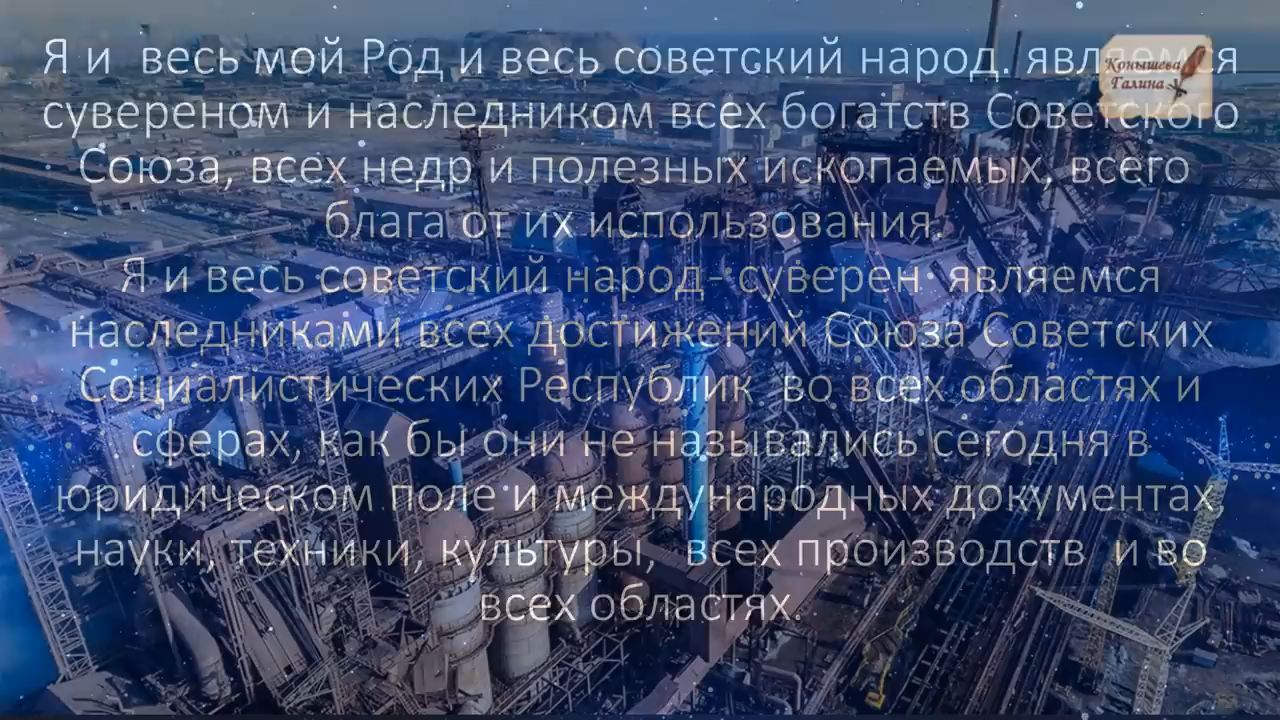 Я и весь мой Род и весь советский народ. являемся
Конышева
Галина
сувереном и наследником всех богатств Советского
Союза, всех недр и полезных ископаемых, всего
блага от их использования.
Я и весь советский народ- суверен являемся
наследниками всех достижений Союза Советских
Социалистических Республик во всех областях и
сферах, как бы они не назывались сегодня в
юридическом поле и международных документах
науки, техники, культуры, всех производств и во
всех областях.